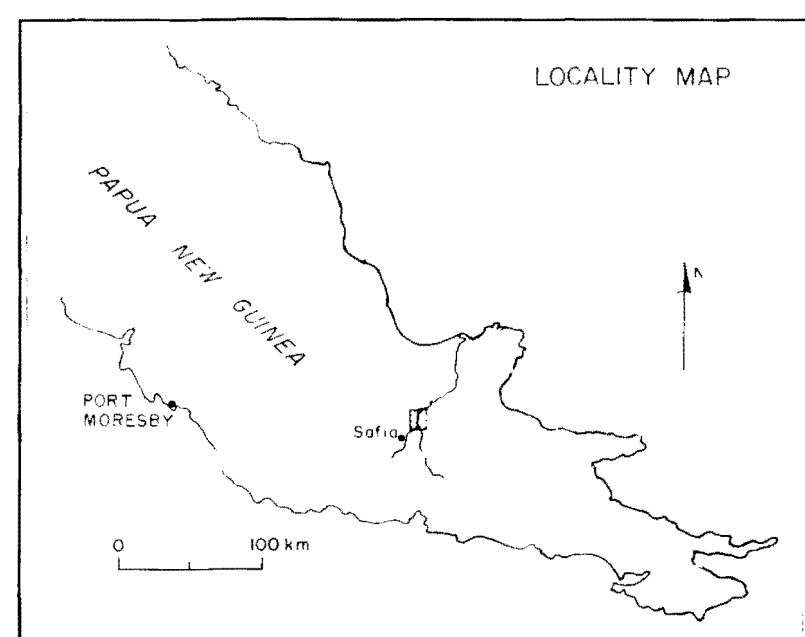 LOCALITY MAP
PAPUA NEW GUINEA
N
PORT
MORESBY
Safia
0 100 km